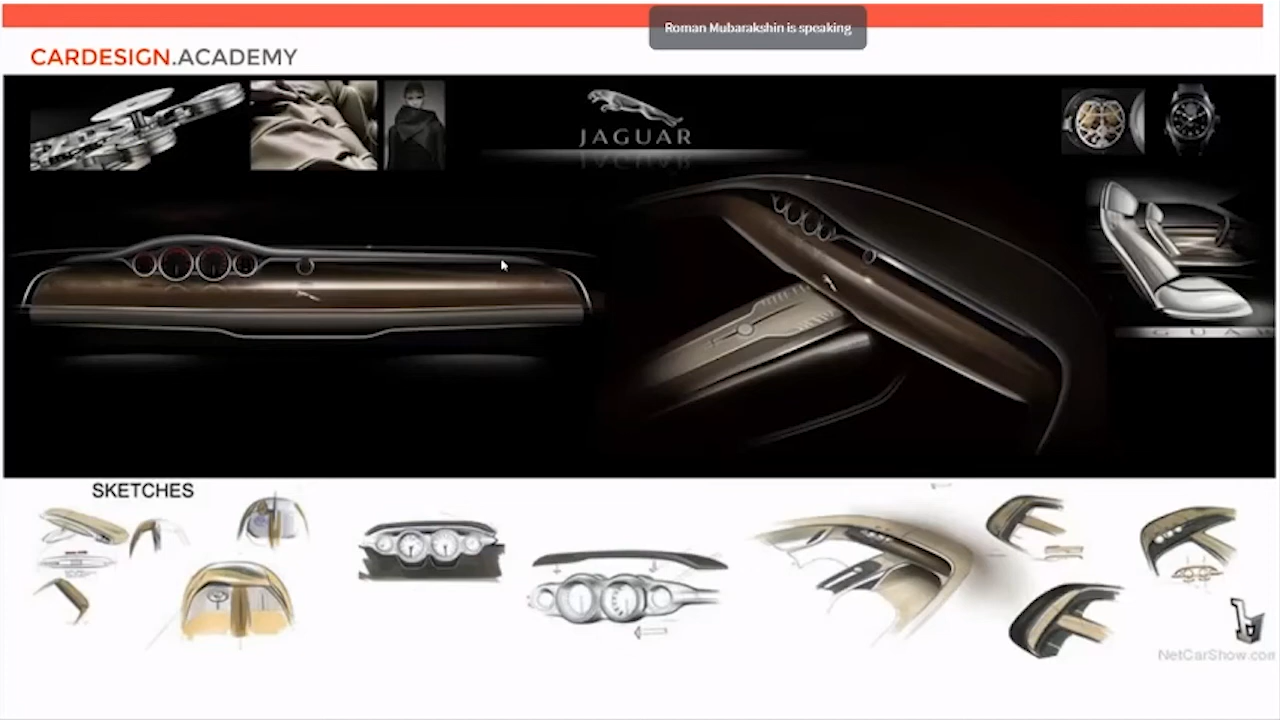 Roman Mubarakshin is speaking
CARDESIGN.ACADEMY
JAGUAR
SKETCHES
NetCarShow.com